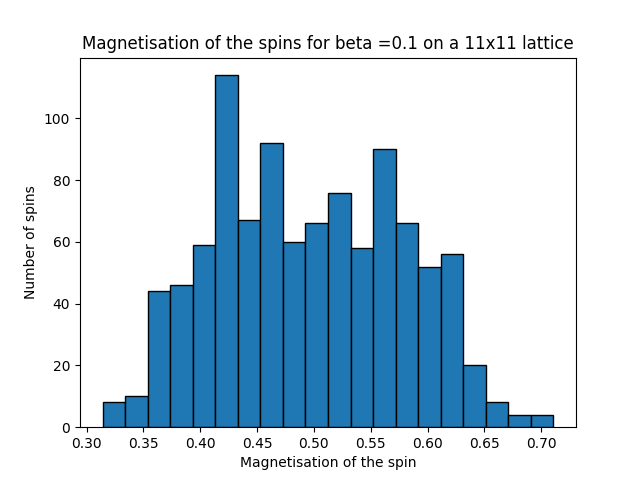 Magnetisation of the spins for beta =0.1 on a 11x11 lattice
Number of spins
100
80
60
40
20
0
0.30 0.35 0.40 0.45 0.50 0.55 0.60 0.65 0.70
Magnetisation of the spin